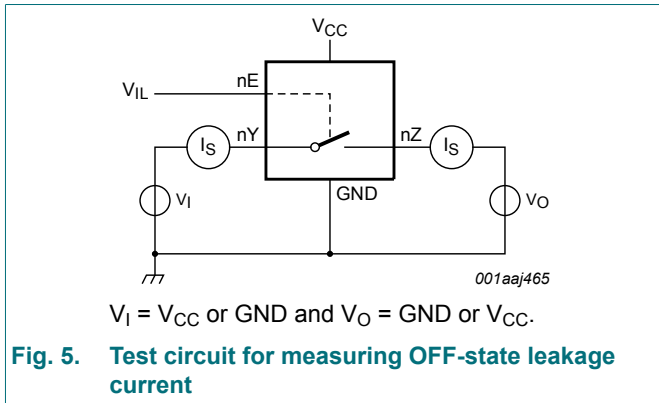 VCC
nE
VIL
nY
nZ
IS
IS
GND
VI
VO
001aaj465
VI = VCC or GND and VO = GND or VCC.
Fig. 5. Test circuit for measuring OFF-state leakage
current